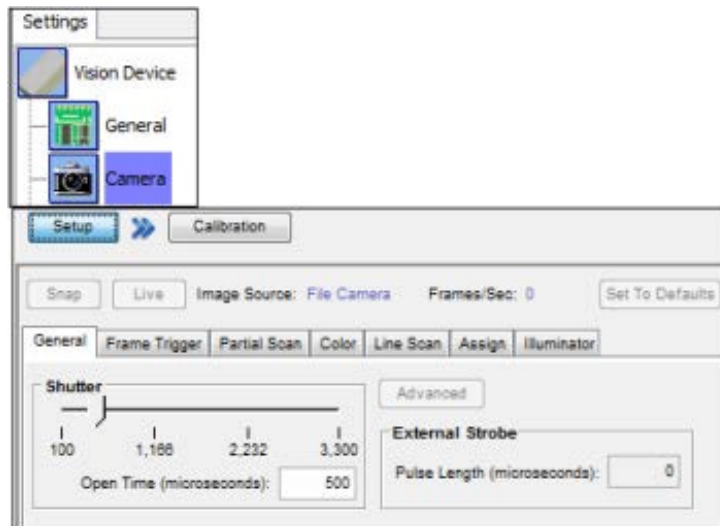 Settings
Vision Device
General
Camera
Setup Calibration
Snap Live Image Source: File Camera Frames/Sec: 0 Set To Defaults
General Frame Trigger Partial Scan Color Line Scan Assign Illuminator
Shutter Advanced
100 1,166 2,232 3,300
External Strobe
Open Time (microseconds): 500 Pulse Length (microseconds): 0